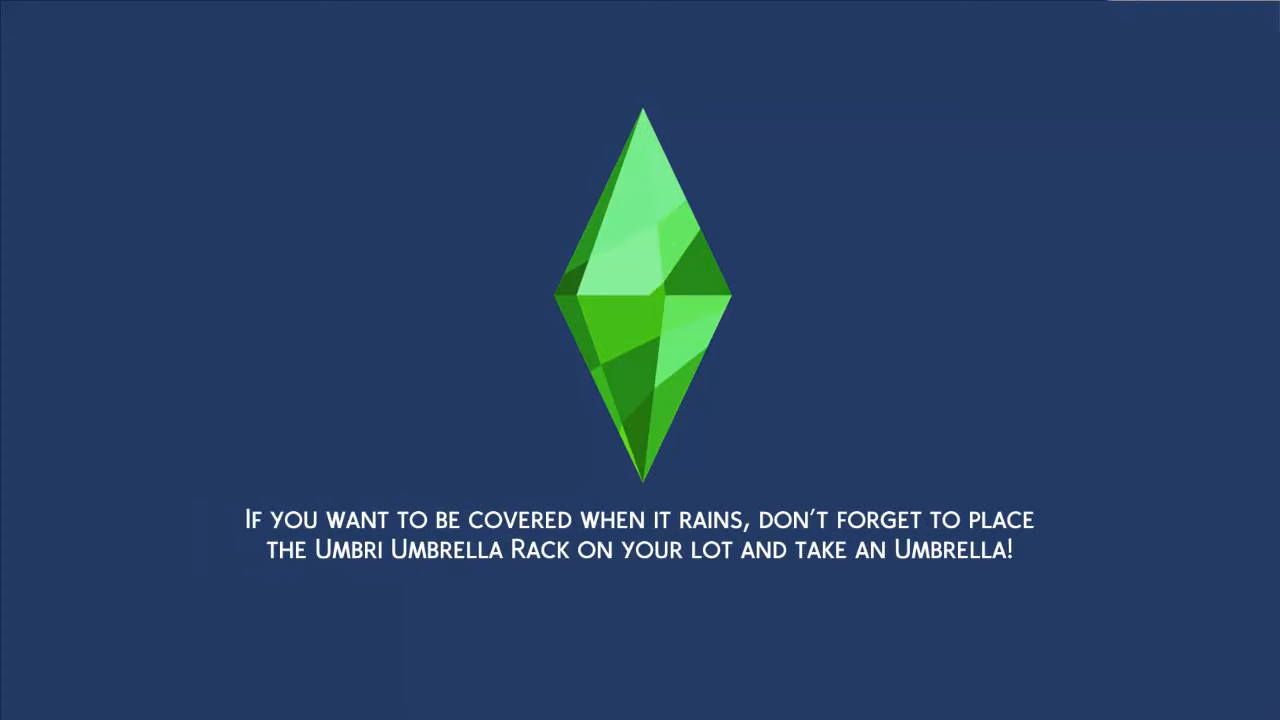 If you want to be covered when it rains, don't forget to place
the Umbri Umbrella Rack on your lot and take an Umbrella!